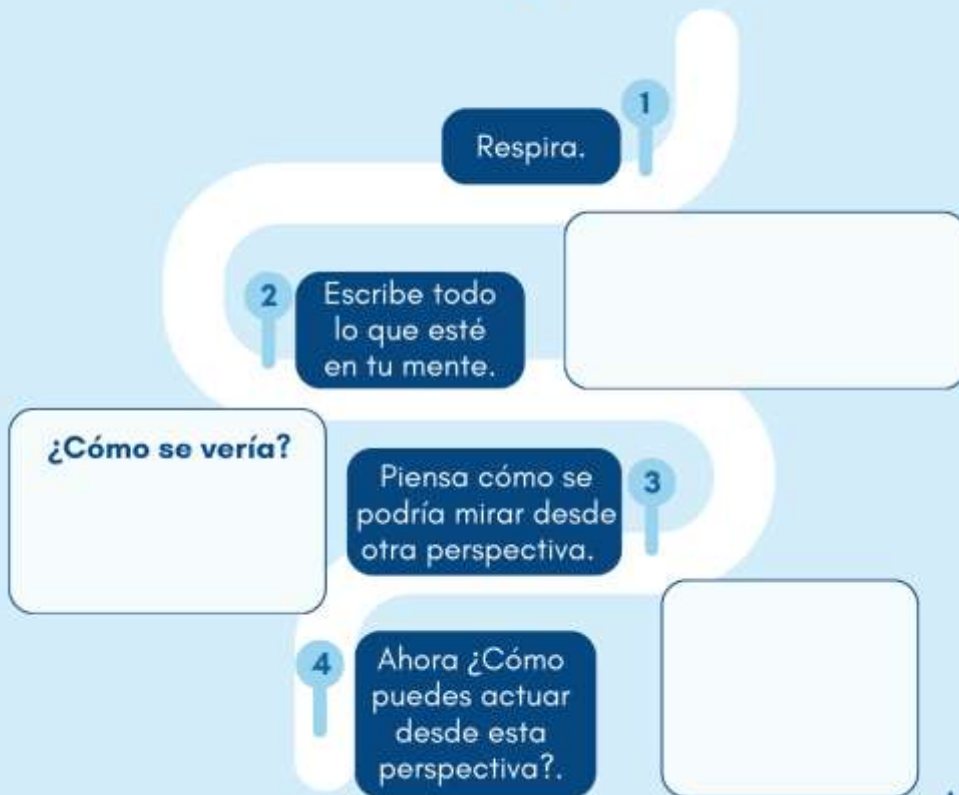 1
Respira.
2
Escribe todo
lo que esté
en tu mente.
¿Cómo se vería?
Piensa cómo se
podría mirar desde
otra perspectiva.
3
4
Ahora ¿Cómo
puedes actuar
desde esta
perspectiva?.